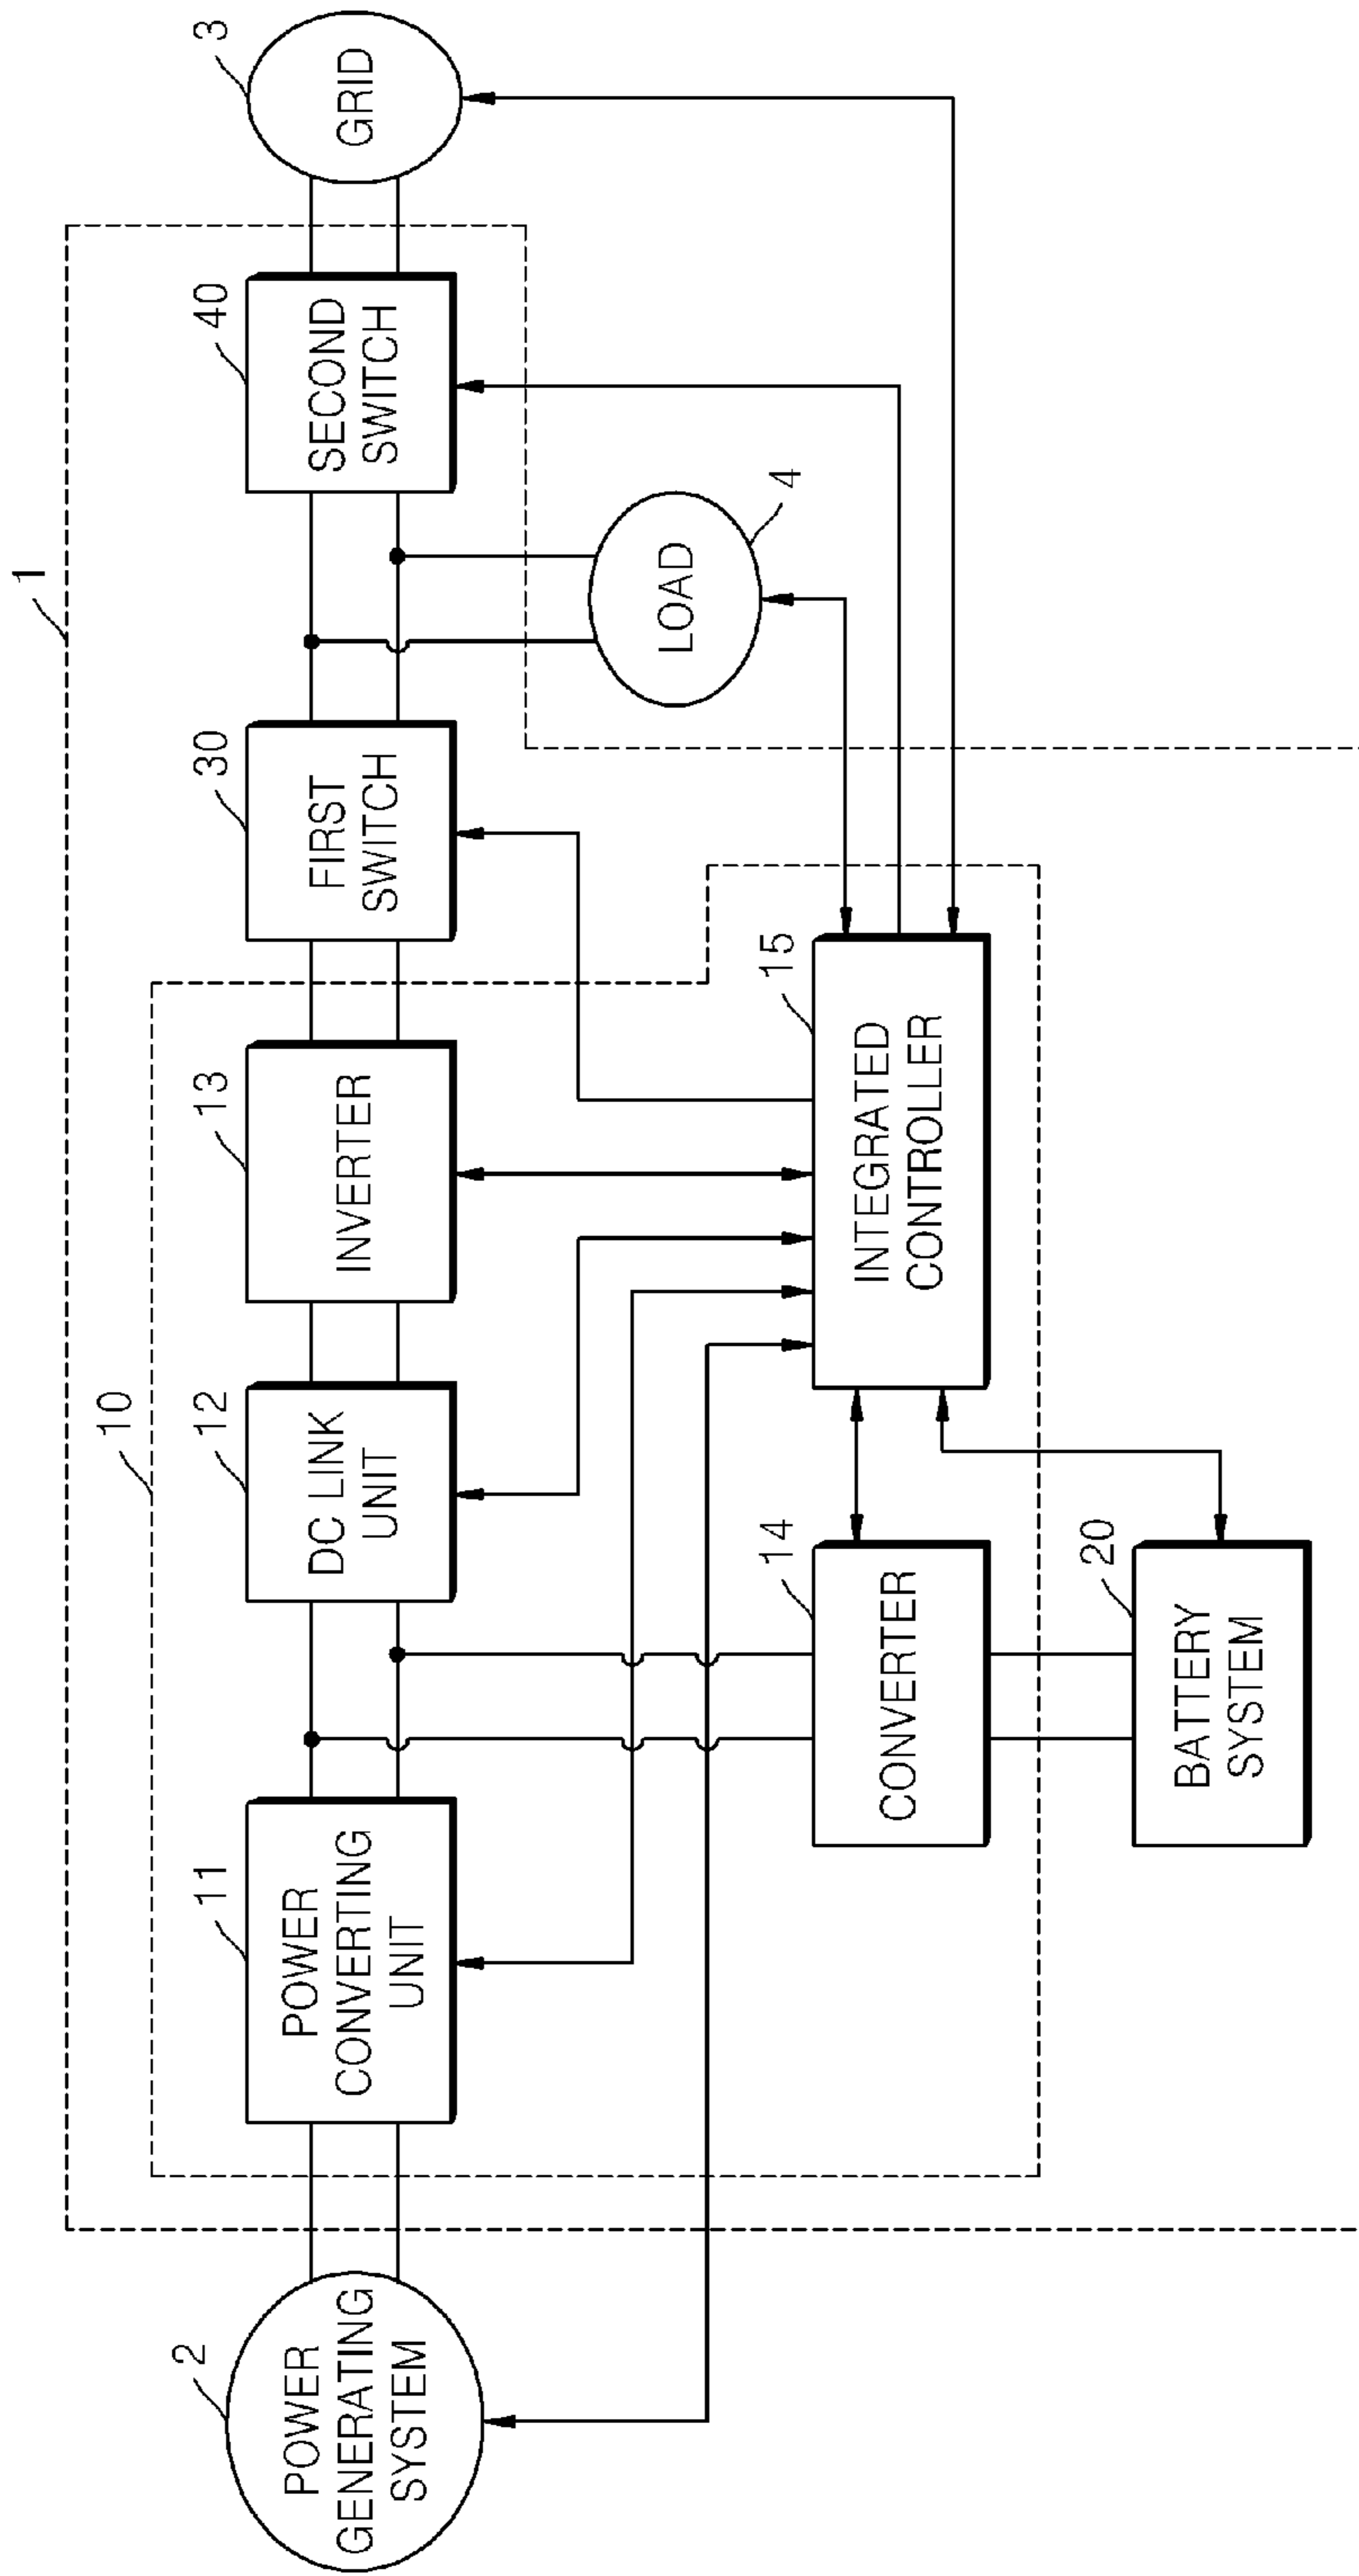 1
10
2
POWER
GENERATING
SYSTEM
11
POWER
CONVERTING
UNIT
12
DC LINK
UNIT
13
INVERTER
30
FIRST
SWITCH
40
SECOND
SWITCH
3
GRID
LOAD
4
14
CONVERTER
15
INTEGRATED
CONTROLLER
20
BATTERY
SYSTEM